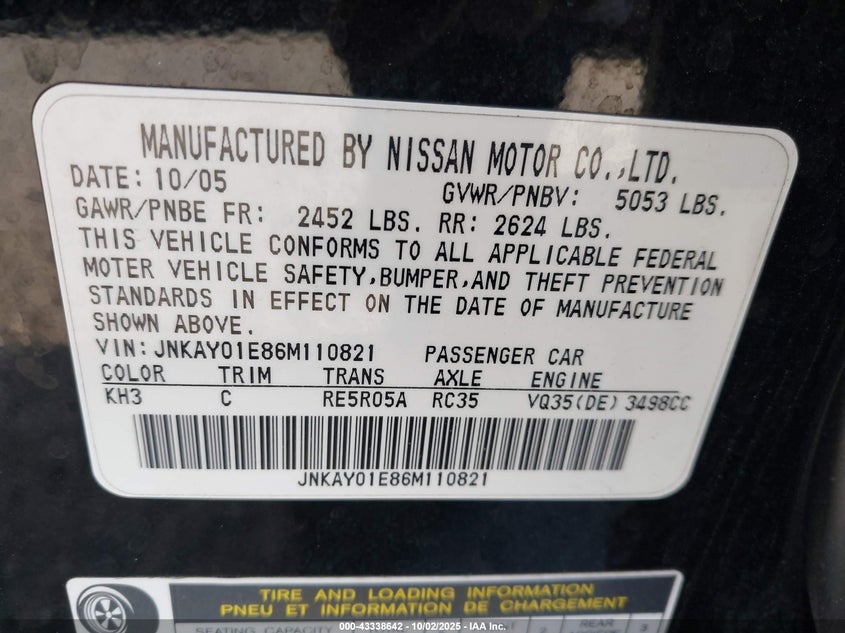 MANUFACTURED BY NISSAN MOTOR CO.,LTD.
DATE: 10/05 GVWR/PNBV: 5053 LBS.
GAWR/PNBE FR: 2452 LBS. RR: 2624 LBS.
THIS VEHICLE CONFORMS TO ALL APPLICABLE FEDERAL
MOTER VEHICLE SAFETY,BUMPER,AND THEFT PREVENTION
STANDARDS IN EFFECT ON THE DATE OF MANUFACTURE
SHOWN ABOVE.
VIN:JNKAY01E86M110821 PASSENGER CAR
COLOR TRIM TRANS AXLE ENGINE
KH3 C RE5R05A RC35 VQ35(DE) 3498CC
JNKAY01E86M110821
TIRE AND LOADING INFORMATION
PNEU ET INFORMATION DE CHARGEMENT
SEATING CAPACITY REAR
000-43338642 - 10/02/2025 - IAA Inc.